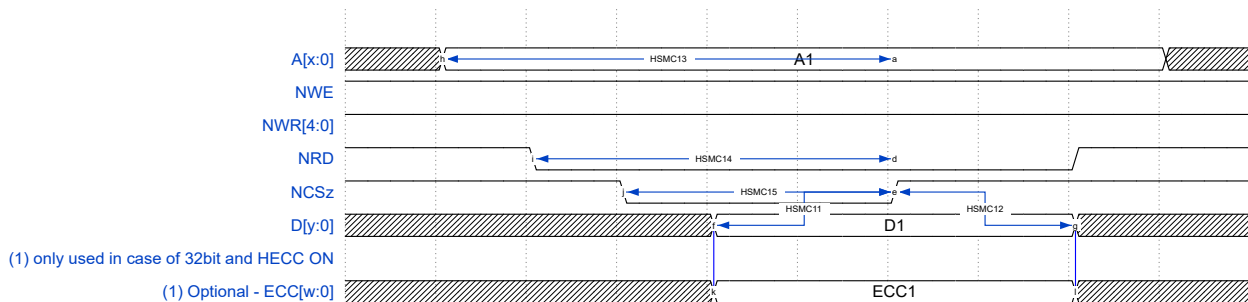 A[x:0] h HSMC13 A1 a
NWE
NWR[4:0]
NRD i HSMC14 d
NCSz j HSMC15 e
HSMC11 HSMC12
D[y:0] f D1 g
(1) only used in case of 32bit and HECC ON
(1) Optional - ECC[w:0] k ECC1 l